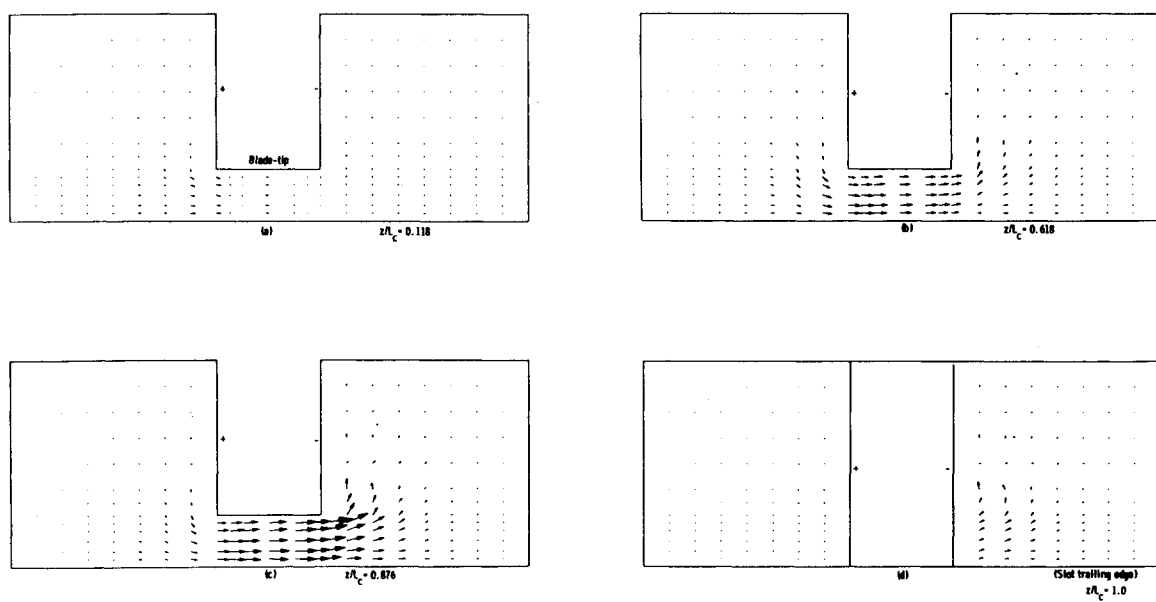 + -
Blade-tip
(a) z/L_c = 0.118
+ -
(b) z/L_c = 0.618
+ -
(c) z/L_c = 0.876
+ -
(d) (Slot trailing edge)
z/L_c = 1.0